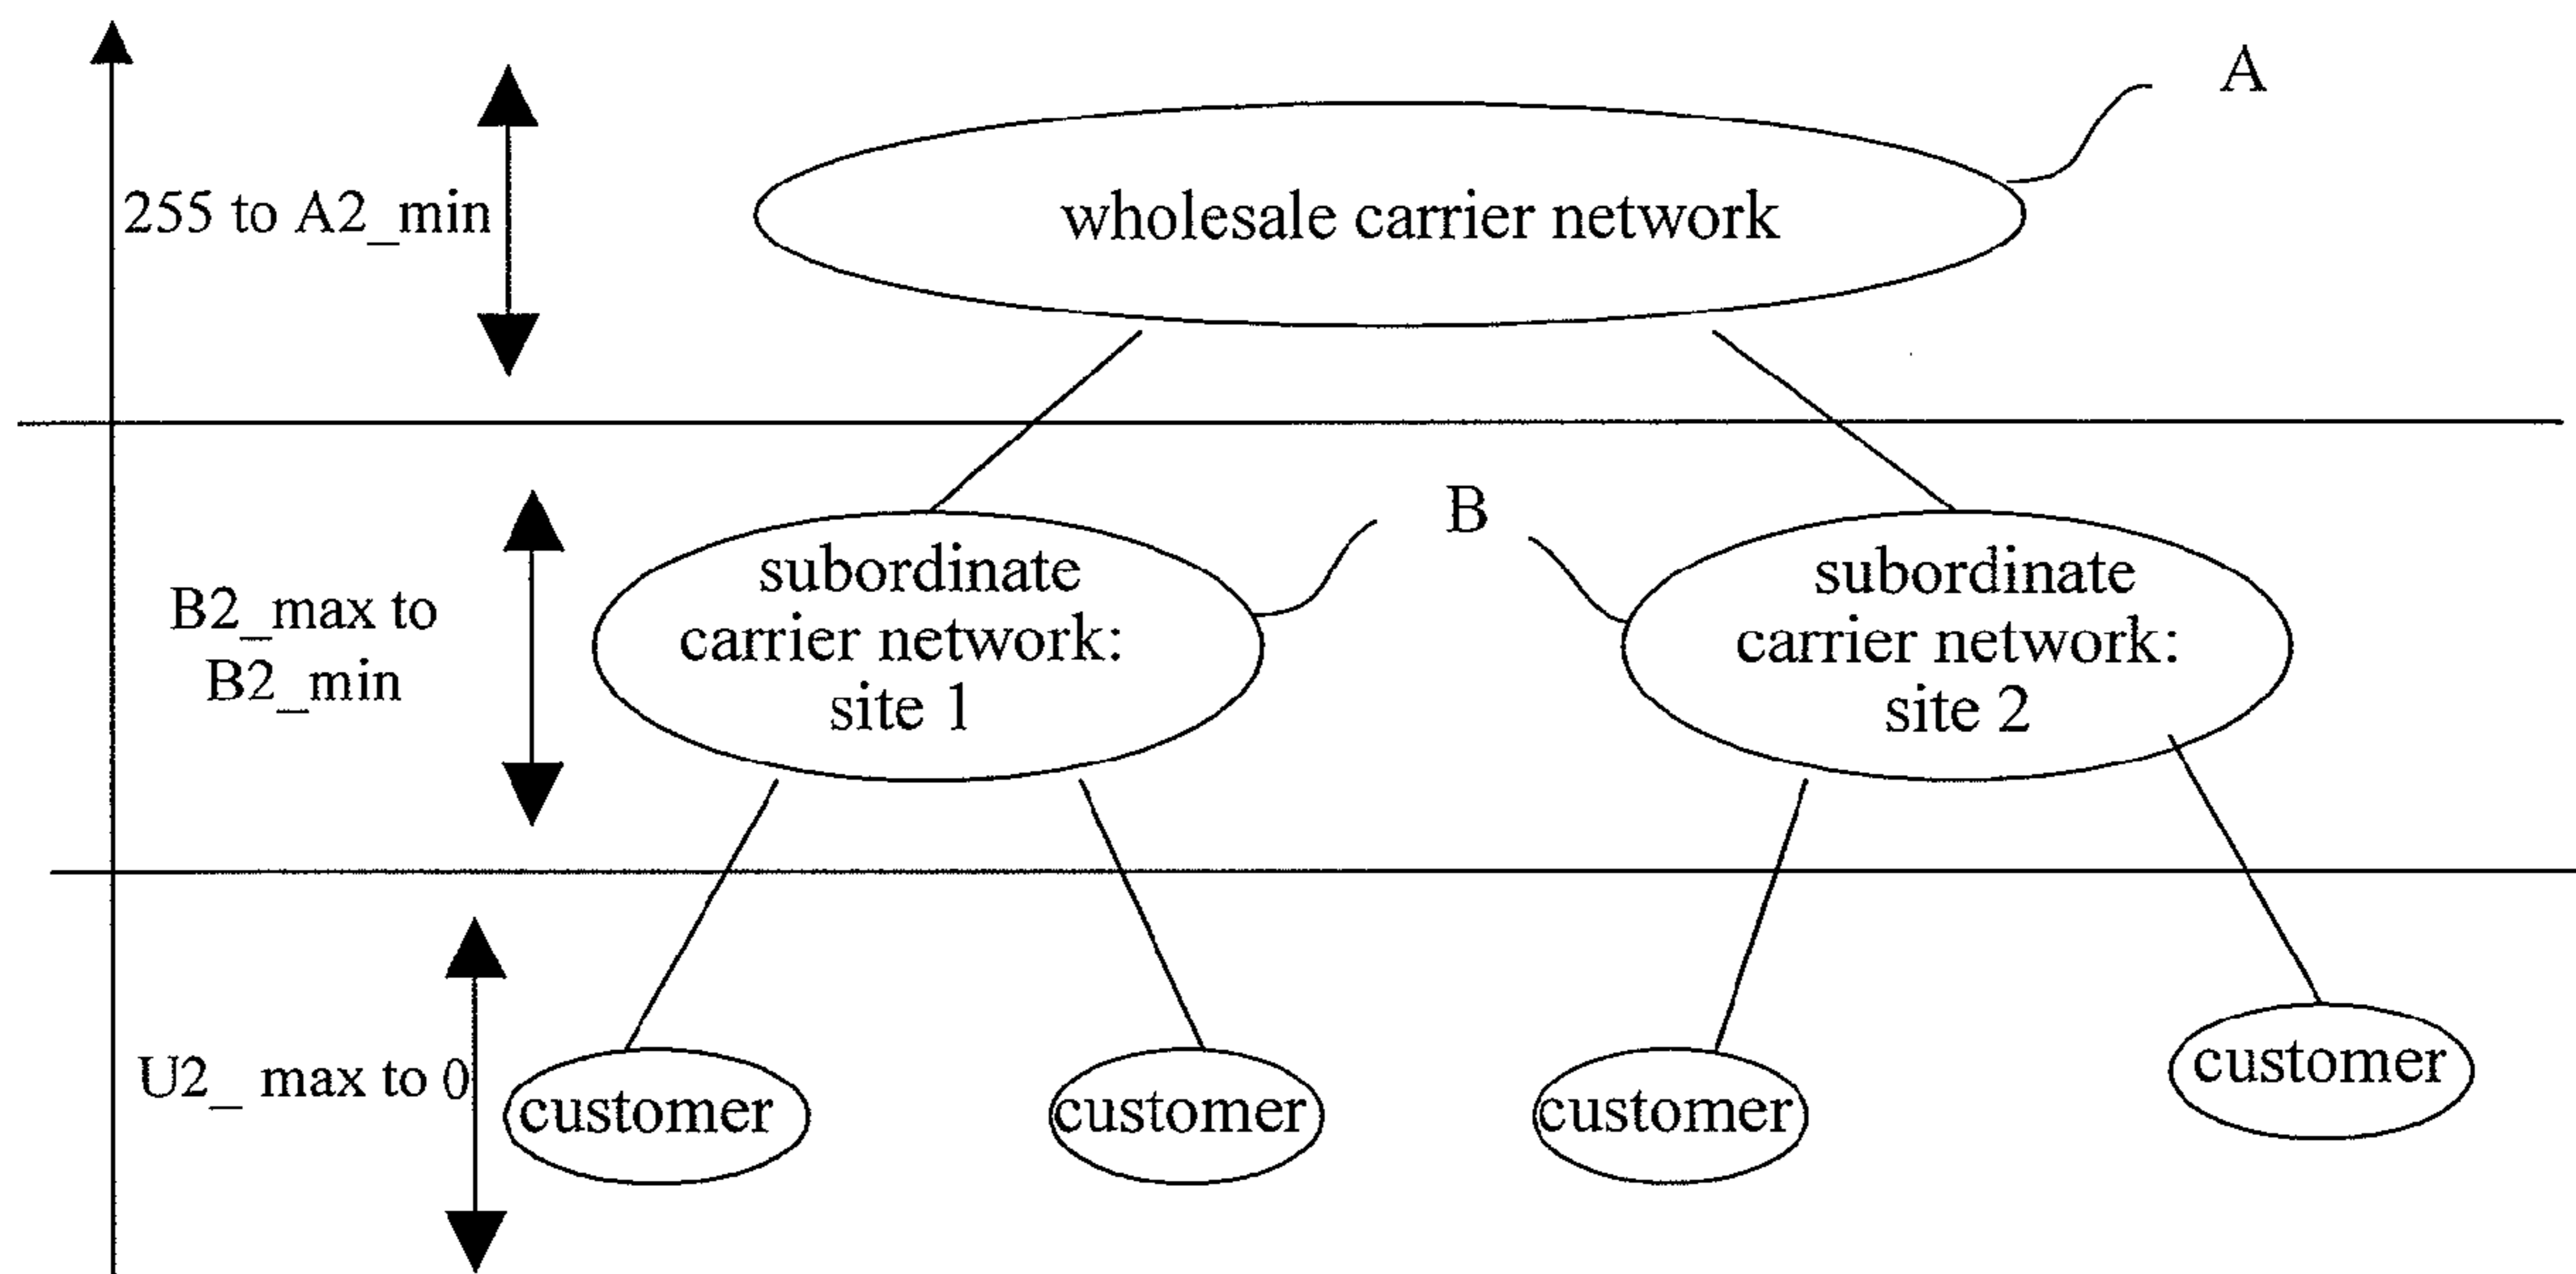 A
255 to A2_min
wholesale carrier network
B
subordinate
carrier network:
site 1
subordinate
carrier network:
site 2
B2_max to
B2_min
U2_ max to 0
customer
customer
customer
customer